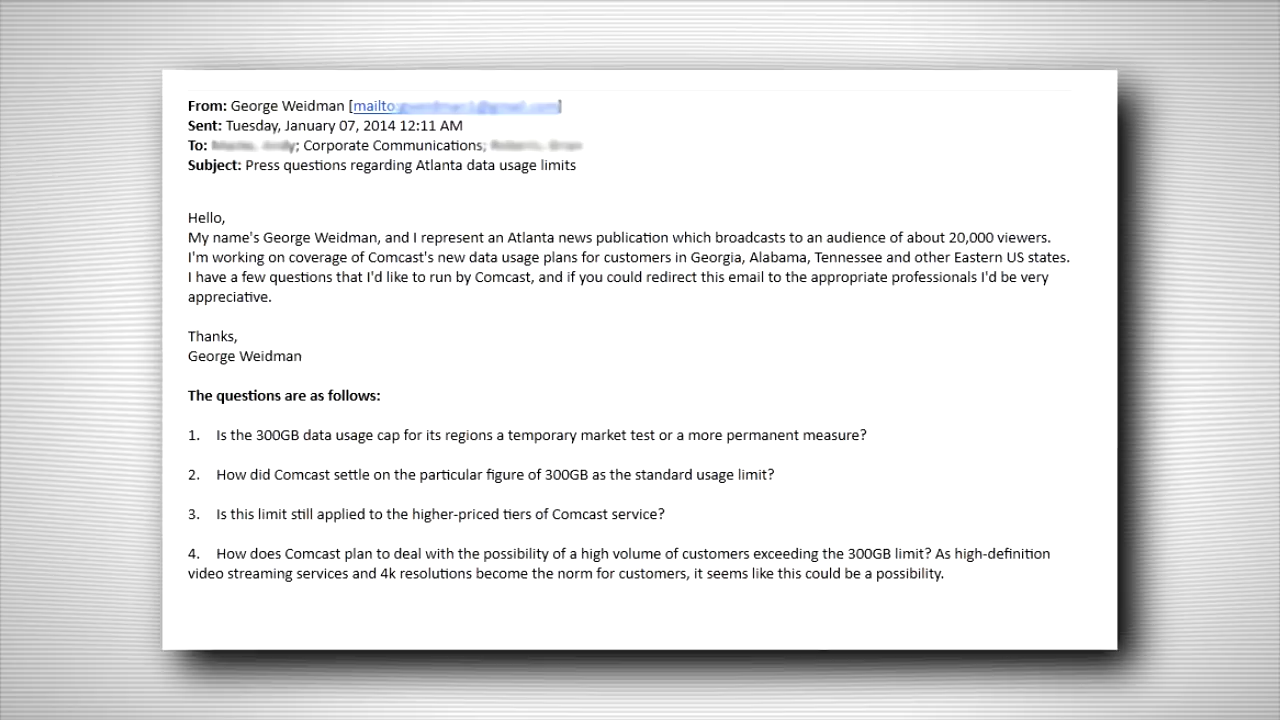 From: George Weidman [mailto
Sent: Tuesday, January 07, 2014 12:11 AM
To: ; Corporate Communications;
Subject: Press questions regarding Atlanta data usage limits
Hello,
My name's George Weidman, and I represent an Atlanta news publication which broadcasts to an audience of about 20,000 viewers.
I'm working on coverage of Comcast's new data usage plans for customers in Georgia, Alabama, Tennessee and other Eastern US states.
I have a few questions that I'd like to run by Comcast, and if you could redirect this email to the appropriate professionals I'd be very
appreciative.
Thanks,
George Weidman
The questions are as follows:
1. Is the 300GB data usage cap for its regions a temporary market test or a more permanent measure?
2. How did Comcast settle on the particular figure of 300GB as the standard usage limit?
3. Is this limit still applied to the higher-priced tiers of Comcast service?
4. How does Comcast plan to deal with the possibility of a high volume of customers exceeding the 300GB limit? As high-definition
video streaming services and 4k resolutions become the norm for customers, it seems like this could be a possibility.